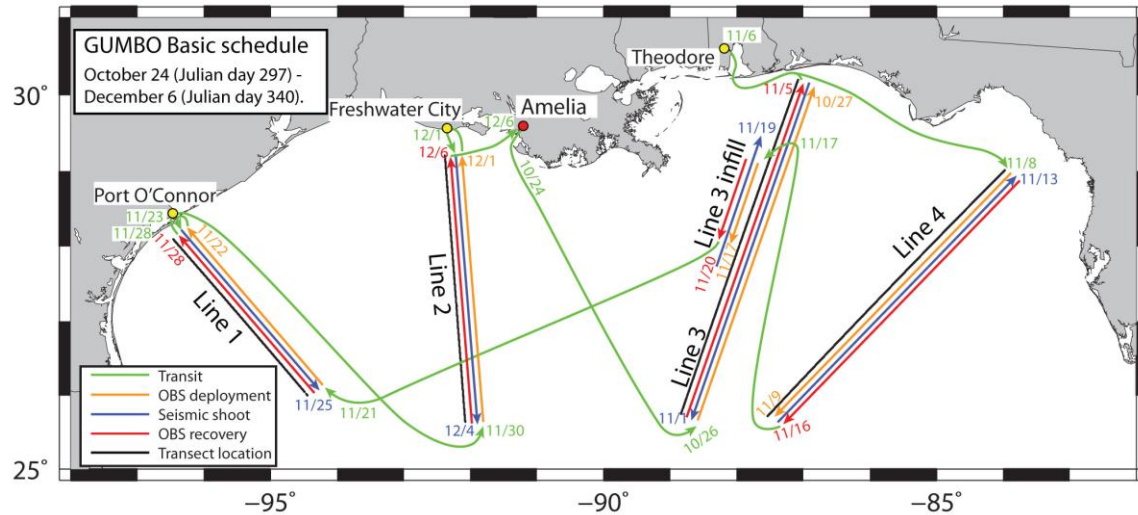 GUMBO Basic schedule
October 24 (Julian day 297) -
December 6 (Julian day 340).
Theodore
11/6
30°
Freshwater City
Amelia
12/6
12/1
12/6
12/1
10/24
11/5
10/27
11/19
11/17
11/8
11/13
Port O'Connor
11/23
11/28
11/28
11/22
Line 3 infill
11/20
11/17
Line 4
Line 1
Line 2
Line 3
Transit
OBS deployment
Seismic shoot
OBS recovery
Transect location
11/25
11/21
12/4
11/30
11/1
10/26
11/9
11/16
25°
−95°
−90°
−85°